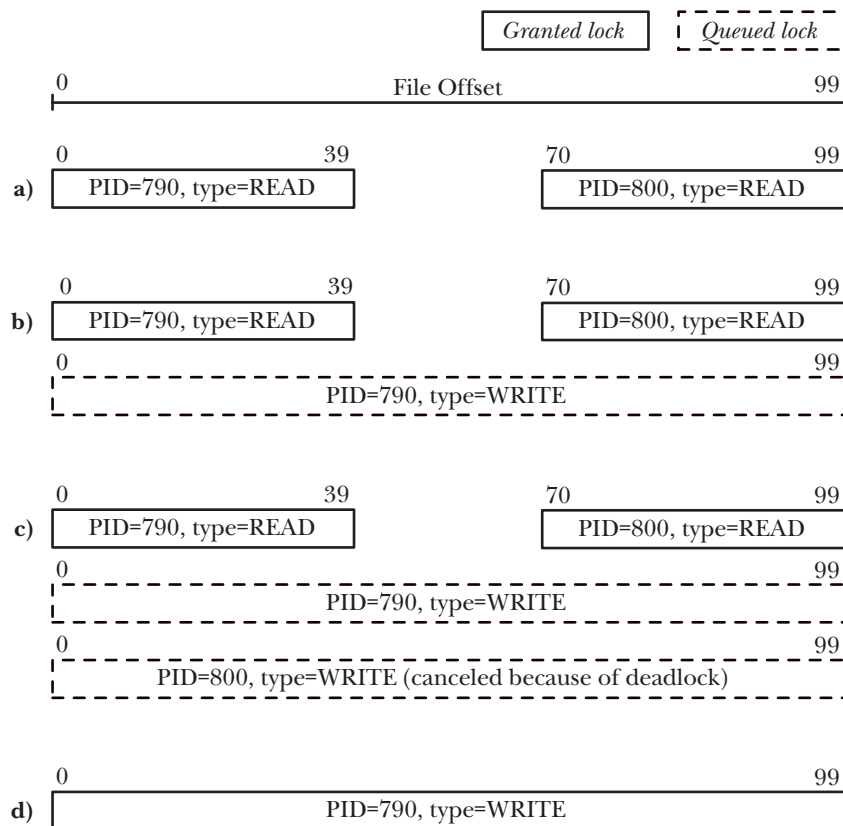 Granted lock Queued lock
0 99
File Offset
0 39 70 99
a) PID=790, type=READ PID=800, type=READ
0 39 70 99
b) PID=790, type=READ PID=800, type=READ
0 99
PID=790, type=WRITE
0 39 70 99
c) PID=790, type=READ PID=800, type=READ
0 99
PID=790, type=WRITE
0 99
PID=800, type=WRITE (canceled because of deadlock)
0 99
d) PID=790, type=WRITE